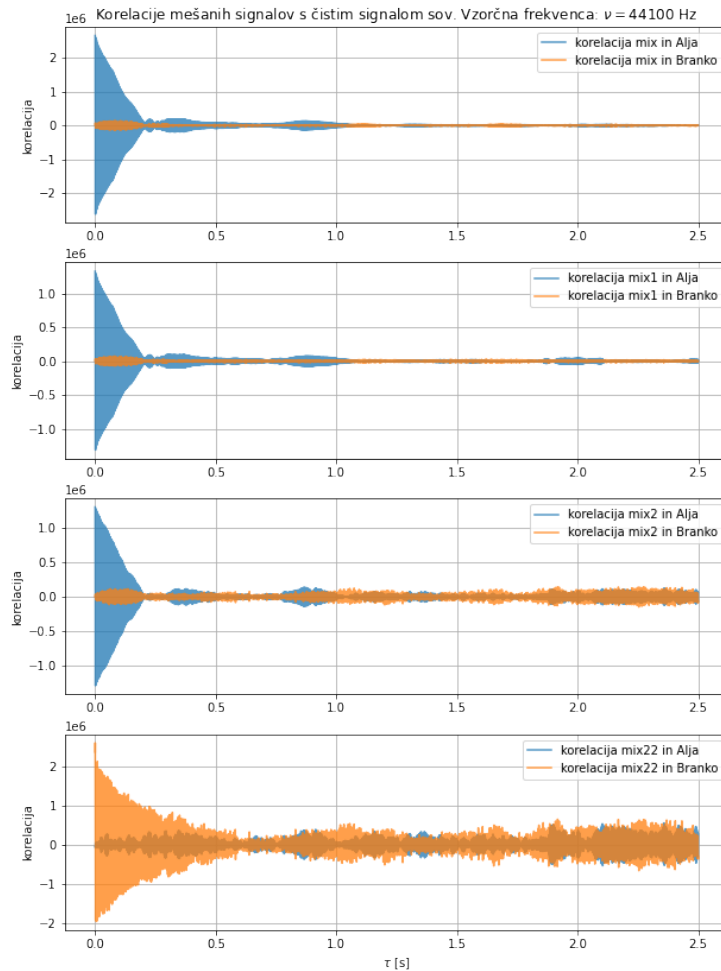 Korelacije mešanih signalov s čistim signalom sov. Vzorčna frekvenca: ν = 44100 Hz
1e6
korelacija mix in Alja
korelacija mix in Branko
korelacija
2
1
0
−1
−2
0.0 0.5 1.0 1.5 2.0 2.5
1e6
korelacija mix1 in Alja
korelacija mix1 in Branko
korelacija
1.0
0.5
0.0
−0.5
−1.0
0.0 0.5 1.0 1.5 2.0 2.5
1e6
korelacija mix2 in Alja
korelacija mix2 in Branko
korelacija
1.0
0.5
0.0
−0.5
−1.0
0.0 0.5 1.0 1.5 2.0 2.5
1e6
korelacija mix22 in Alja
korelacija mix22 in Branko
korelacija
2
1
0
−1
−2
0.0 0.5 1.0 1.5 2.0 2.5
τ [s]